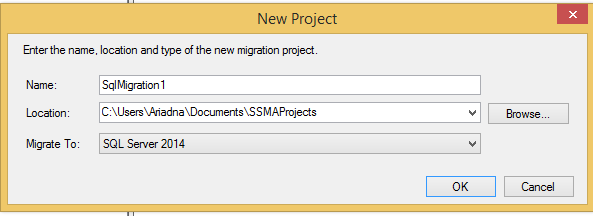 New Project
Enter the name, location and type of the new migration project.
Name: SqlMigration1
Location: C:\Users\Ariadna\Documents\SSMAProjects Browse...
Migrate To: SQL Server 2014
OK Cancel